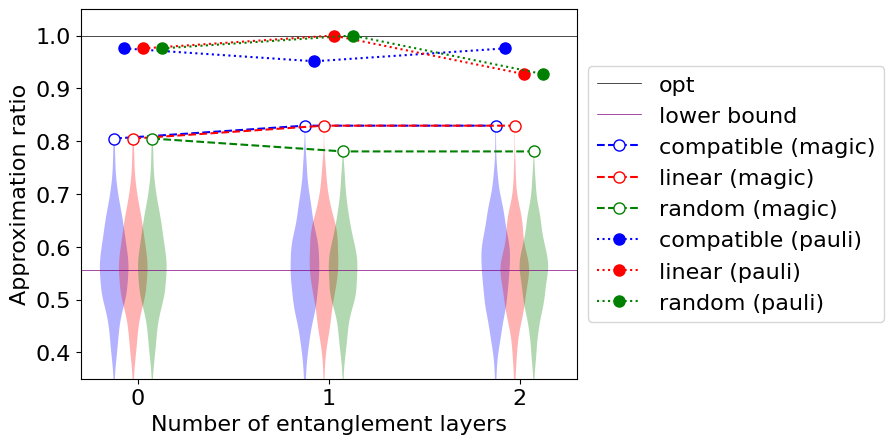 1.0
0.9
0.8
0.7
0.6
0.5
0.4
Approximation ratio
0 1 2
Number of entanglement layers
opt
lower bound
compatible (magic)
linear (magic)
random (magic)
compatible (pauli)
linear (pauli)
random (pauli)